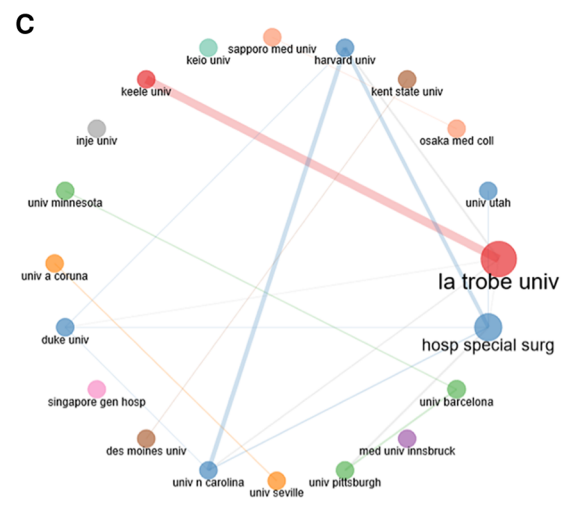 C
sapporo med univ
keio univ
harvard univ
keele univ
kent state univ
inje univ
osaka med coll
univ minnesota
univ utah
univ a coruna
la trobe univ
duke univ
hosp special surg
singapore gen hosp
univ barcelona
des moines univ
med univ innsbruck
univ n carolina
univ seville
univ pittsburgh